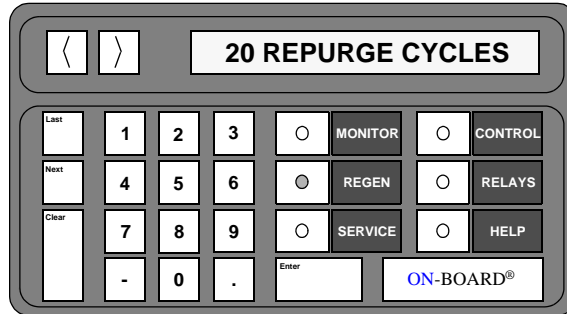 〈 〉 20 REPURGE CYCLES
Last 1 2 3 MONITOR CONTROL
Next 4 5 6 REGEN RELAYS
Clear 7 8 9 SERVICE HELP
- 0 . Enter ON-BOARD®